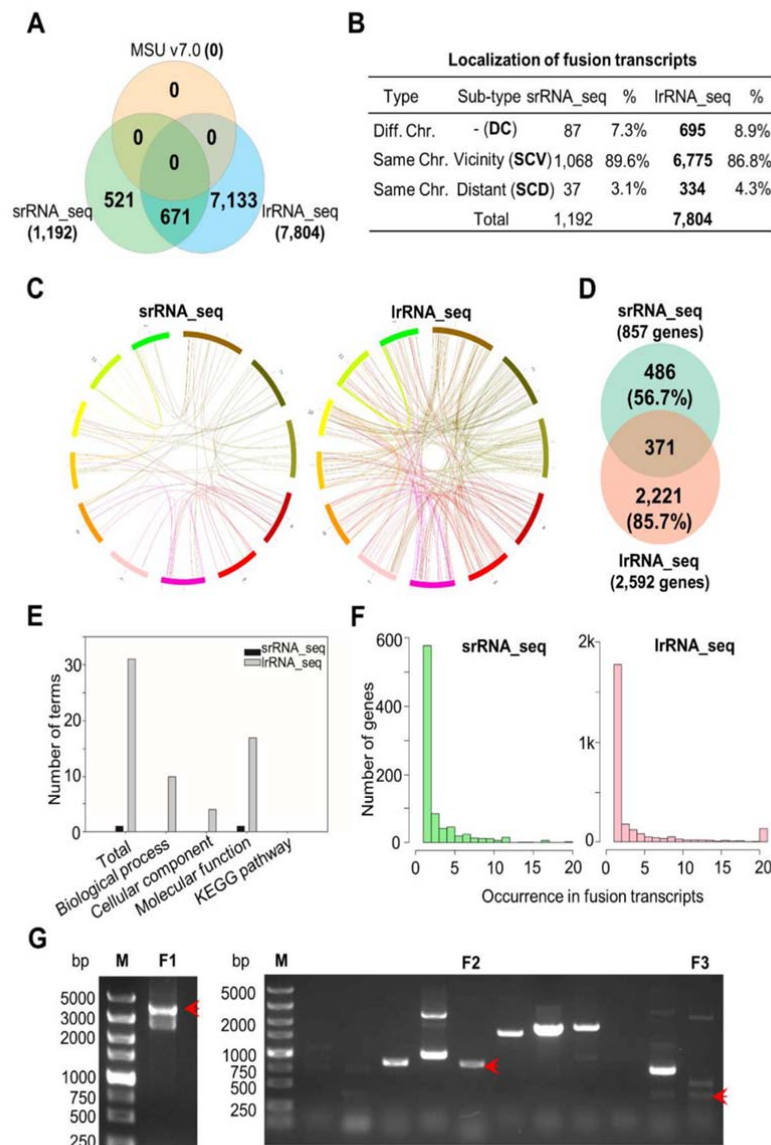 A
MSU v7.0 (0)
0
0 0
0
521 7,133
671
srRNA_seq
(1,192)
lrRNA_seq
(7,804)
B
Localization of fusion transcripts
Type Sub-type srRNA_seq % lrRNA_seq %
Diff. Chr. - (DC) 87 7.3% 695 8.9%
Same Chr. Vicinity (SCV) 1,068 89.6% 6,775 86.8%
Same Chr. Distant (SCD) 37 3.1% 334 4.3%
Total 1,192 7,804
C
srRNA_seq lrRNA_seq
D
srRNA_seq
(857 genes)
486
(56.7%)
371
2,221
(85.7%)
lrRNA_seq
(2,592 genes)
E
Number of terms
30
20
10
0
srRNA_seq
lrRNA_seq
Total
Biological process
Cellular component
Molecular function
KEGG pathway
F
Number of genes
srRNA_seq
600
400
200
0
0 5 10 15 20
lrRNA_seq
2k
1k
0
0 5 10 15 20
Occurrence in fusion transcripts
G
bp M F1
5000
3000
2000
1000
750
500
250
bp M F2 F3
5000
2000
1000
750
500
250